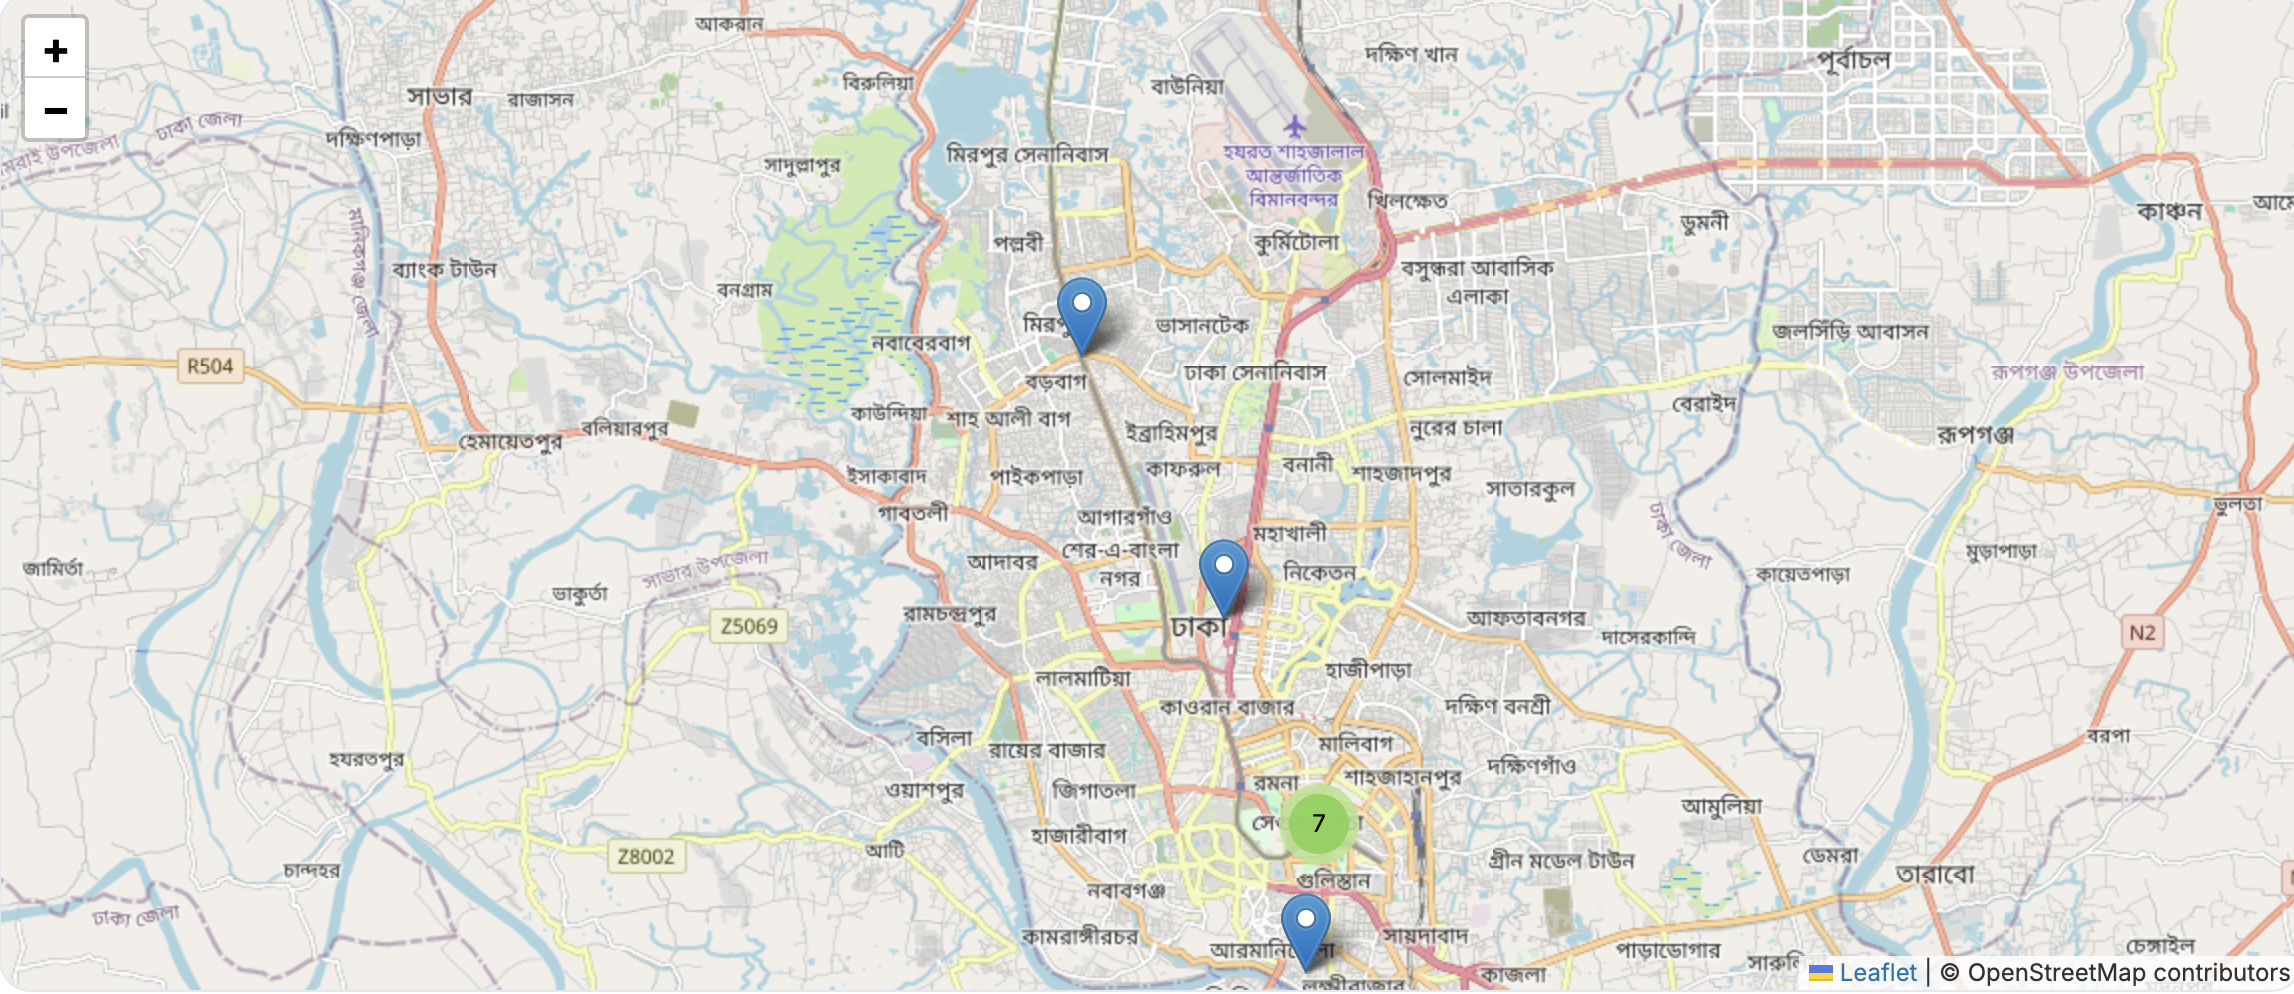 +
−
আকরান
দক্ষিণ খান
পূর্বাচল
বিরুলিয়া
বাউনিয়া
সাভার
রাজাসন
ঢাকা জেলা
দক্ষিণপাড়া
মিরপুর সেনানিবাস
হযরত শাহজালাল
আন্তর্জাতিক
বিমানবন্দর
সাদুল্লাপুর
খিলক্ষেত
কাঞ্চন
ডুমনী
মানিকগঞ্জ জেলা
পল্লবী
কুর্মিটোলা
ব্যাংক টাউন
বসুন্ধরা আবাসিক
এলাকা
বনগ্রাম
ভাসানটেক
জলসিঁড়ি আবাসন
নবাবেরবাগ
R504
বড়বাগ
ঢাকা সেনানিবাস
সোলমাইদ
রূপগঞ্জ উপজেলা
বেরাইদ
কাউন্দিয়া
শাহ আলী বাগ
হেমায়েতপুর
বলিয়ারপুর
ইব্রাহিমপুর
নুরের চালা
রূপগঞ্জ
ইসাকাবাদ
পাইকপাড়া
কাফরুল
বনানী
শাহজাদপুর
সাতারকুল
ভুলতা
গাবতলী
আগারগাঁও
মহাখালী
ঢাকা জেলা
শের-এ-বাংলা
নগর
মুড়াপাড়া
জামির্তা
সাভার উপজেলা
আদাবর
নিকেতন
কায়েতপাড়া
ভাকুর্তা
রামচন্দ্রপুর
ঢাকা
আফতাবনগর
Z5069
দাসেরকান্দি
N2
লালমাটিয়া
হাজীপাড়া
কাওরান বাজার
দক্ষিণ বনশ্রী
বসিলা
রায়ের বাজার
মালিবাগ
বরপা
হযরতপুর
রমনা
শাহজাহানপুর
দক্ষিণগাঁও
ওয়াশপুর
জিগাতলা
আমুলিয়া
7
হাজারীবাগ
আটি
Z8002
গ্রীন মডেল টাউন
ডেমরা
চান্দহর
গুলিস্তান
তারাবো
নবাবগঞ্জ
ঢাকা জেলা
কামরাঙ্গীরচর
সায়দাবাদ
পাড়াডোগার
চেঙ্গাইল
কাজলা
Leaflet | © OpenStreetMap contributors